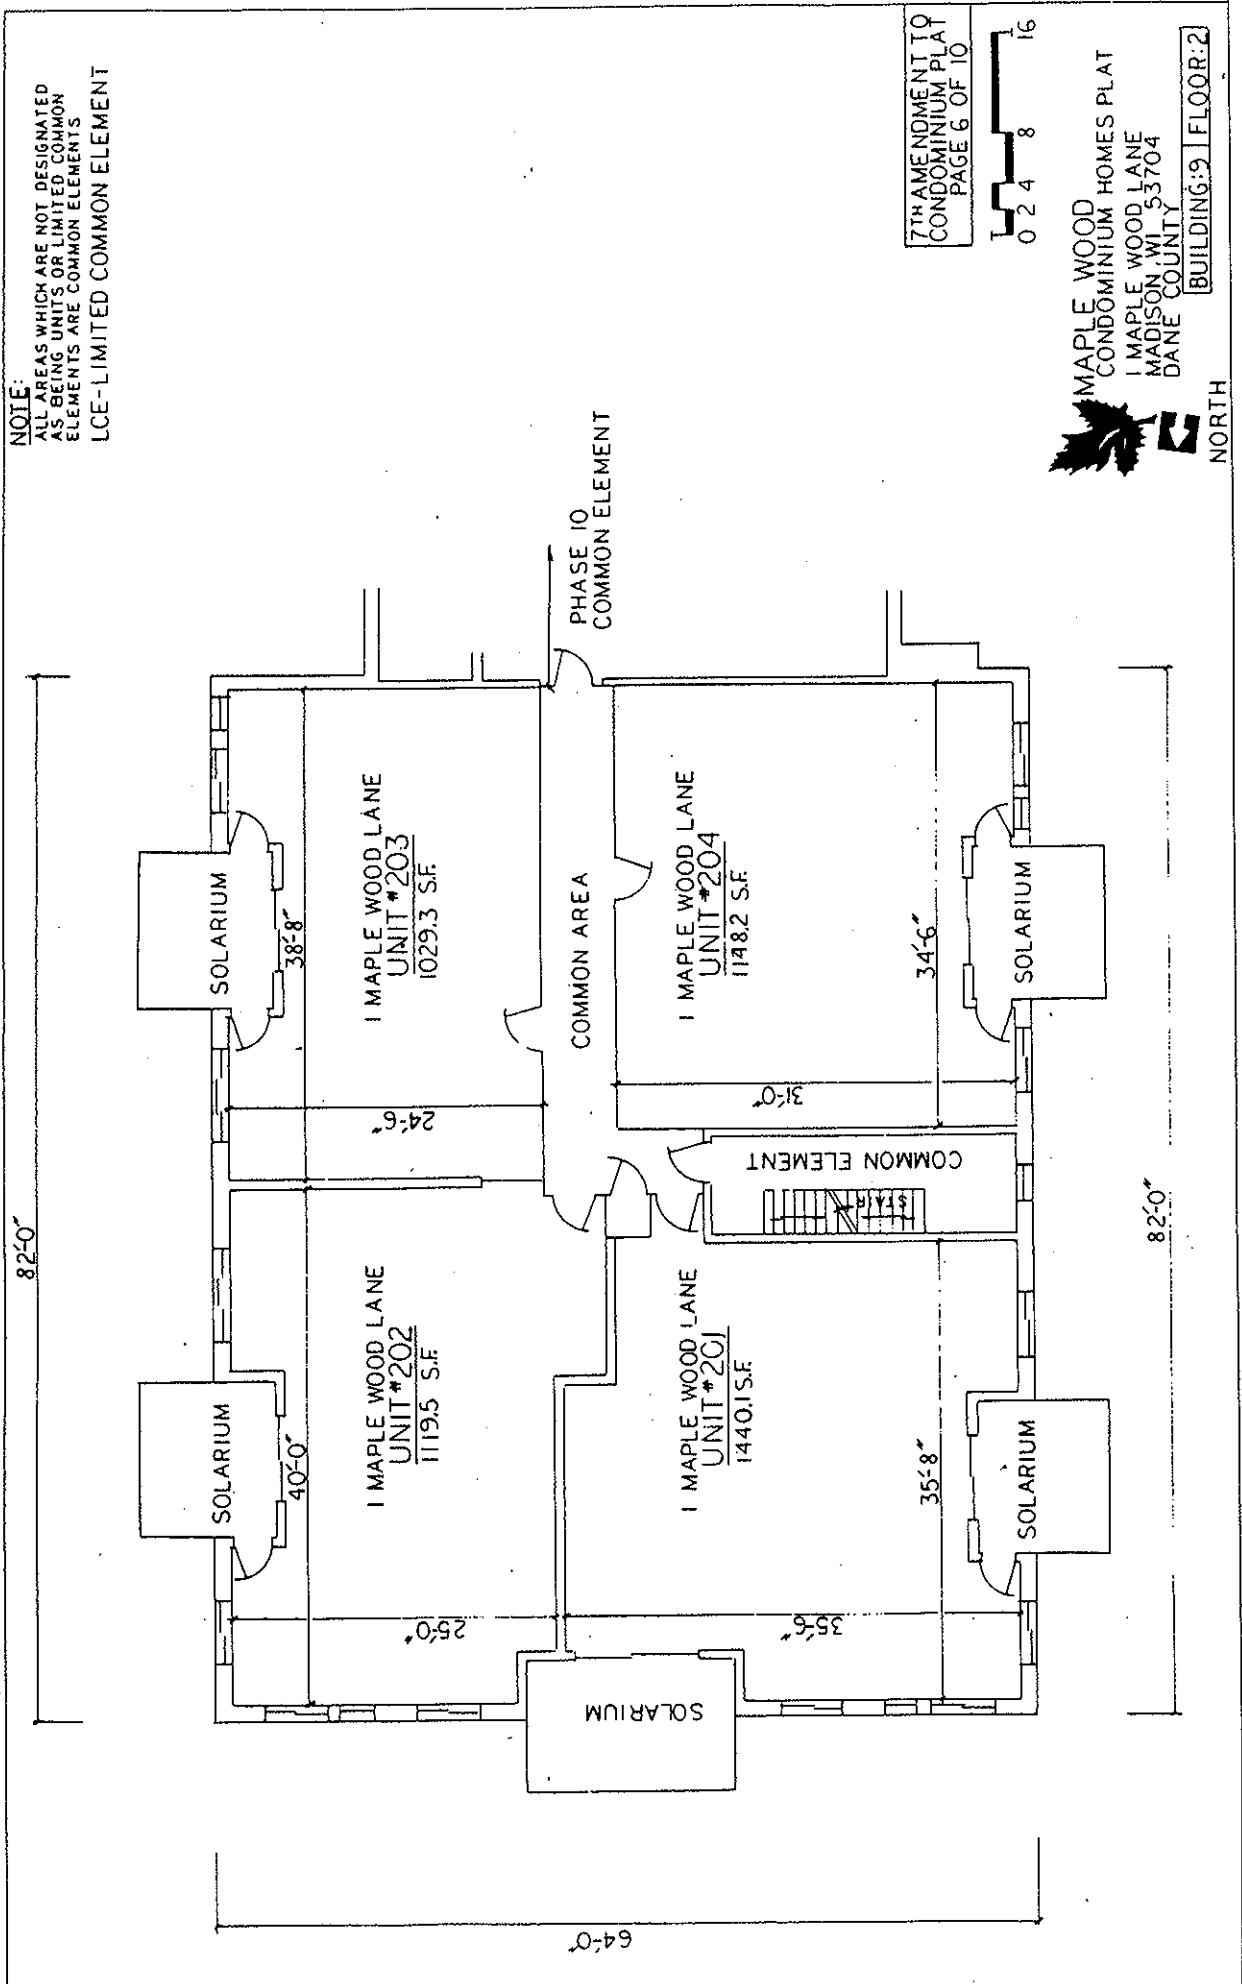 NOTE:
ALL AREAS WHICH ARE NOT DESIGNATED
AS BEING UNITS OR LIMITED COMMON
ELEMENTS ARE COMMON ELEMENTS
LCE-LIMITED COMMON ELEMENT
82'-0"
SOLARIUM
SOLARIUM
40'-0"
38'-8"
1 MAPLE WOOD LANE
UNIT #202
1119.5 S.F.
1 MAPLE WOOD LANE
UNIT #203
1029.3 S.F.
25'-0"
24'-6"
COMMON AREA
PHASE 10
COMMON ELEMENT
SOLARIUM
1 MAPLE WOOD LANE
UNIT #201
1440.1 S.F.
1 MAPLE WOOD LANE
UNIT #204
1148.2 S.F.
35'-6"
31'-0"
COMMON ELEMENT
STAIR
35'-8"
34'-6"
SOLARIUM
SOLARIUM
82'-0"
64'-0"
7TH AMENDMENT TO
CONDOMINIUM PLAT
PAGE 6 OF 10
0 2 4 8 16
MAPLE WOOD
CONDOMINIUM HOMES PLAT
1 MAPLE WOOD LANE
MADISON, WI 53704
DANE COUNTY
BUILDING:9 FLOOR:2
NORTH